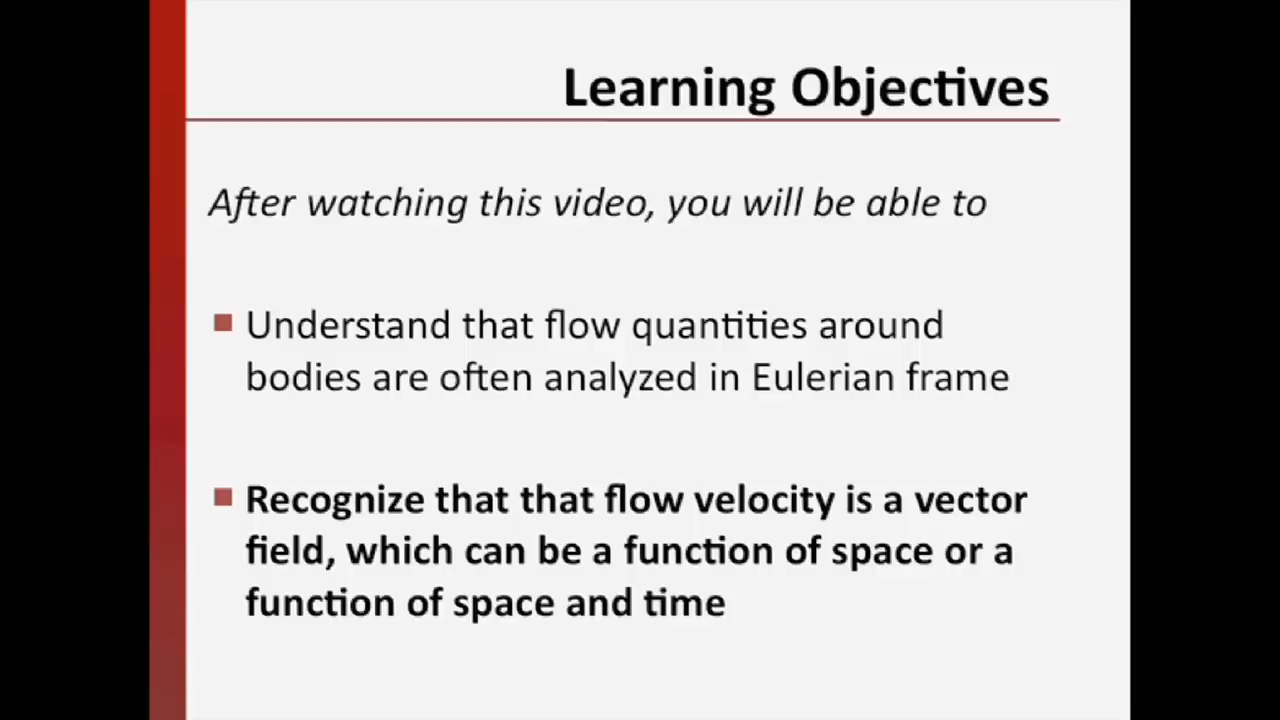 Learning Objectives
After watching this video, you will be able to
Understand that flow quantities around
bodies are often analyzed in Eulerian frame
Recognize that that flow velocity is a vector
field, which can be a function of space or a
function of space and time